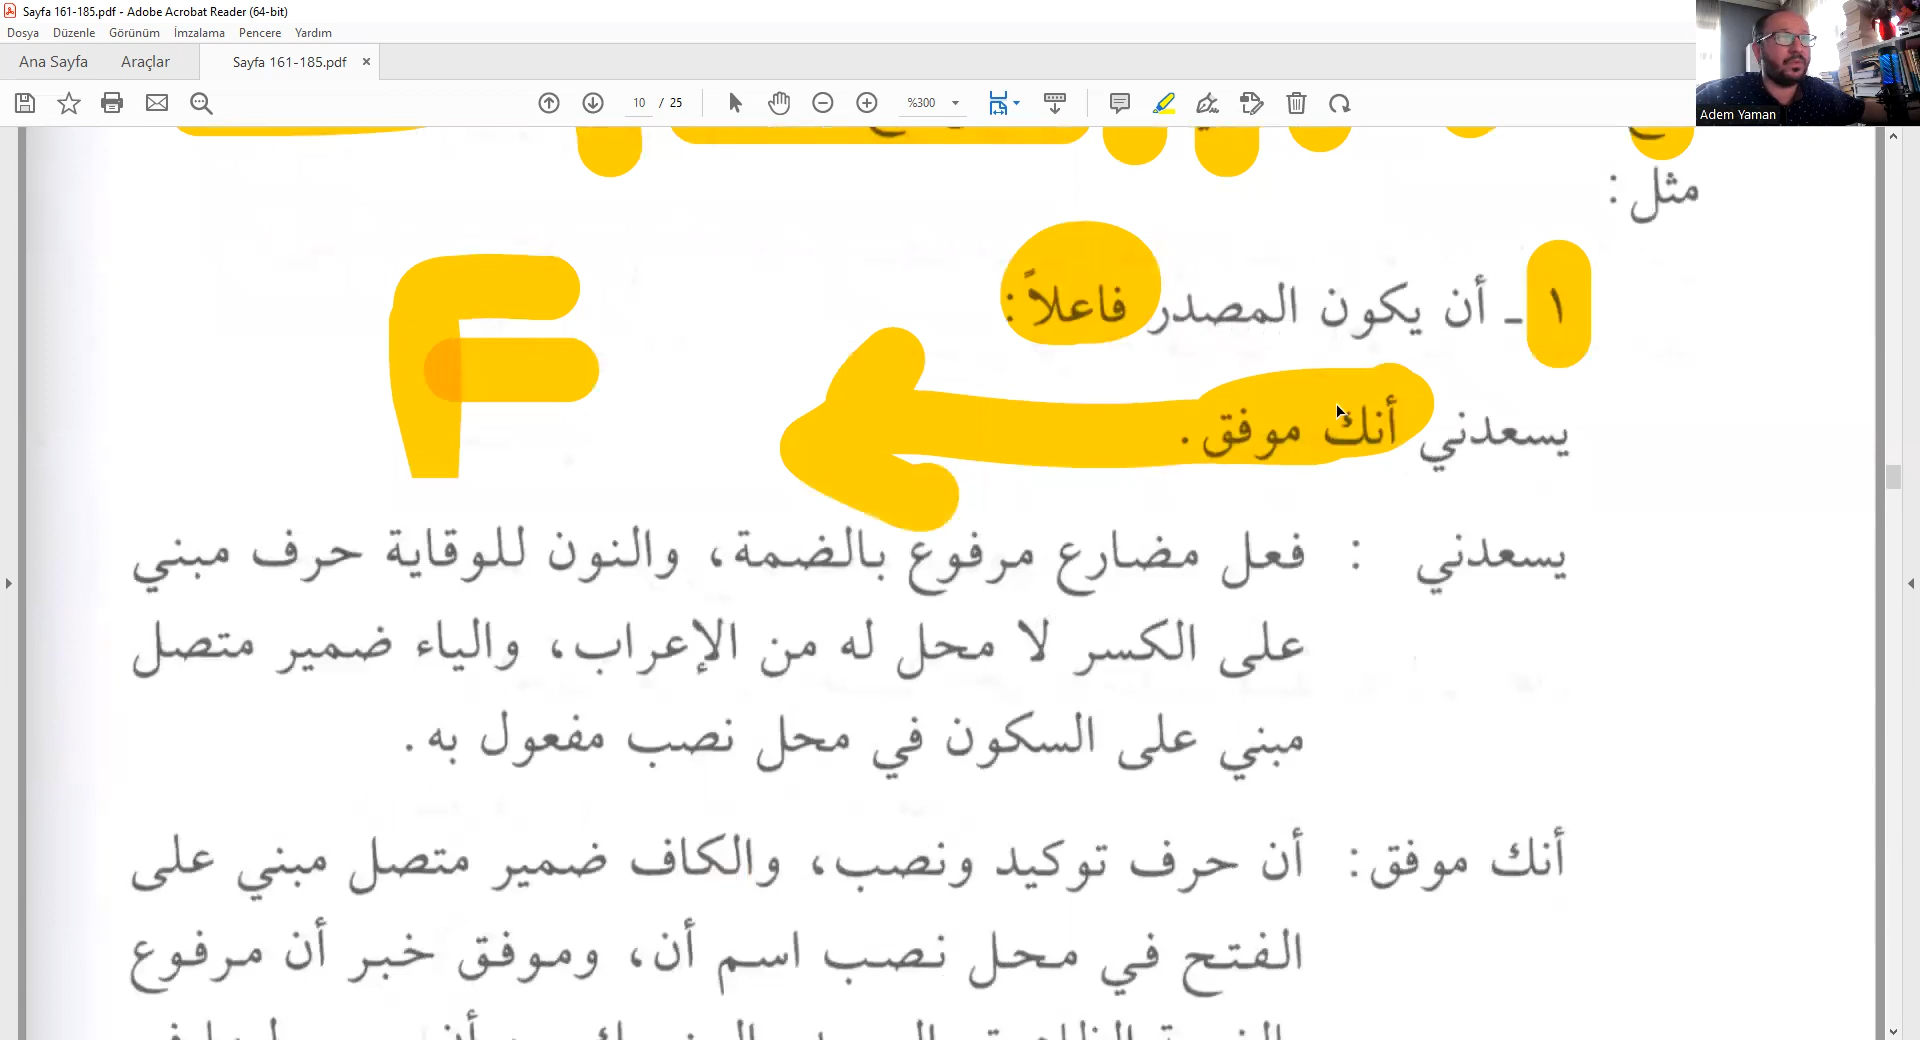 Sayfa 161-185.pdf - Adobe Acrobat Reader (64-bit)
Dosya Düzenle Görünüm İmzalama Pencere Yardım
Ana Sayfa Araçlar Sayfa 161-185.pdf ×
10 / 25 %300
Adem Yaman
مثل :
١ - أن يكون المصدر فاعلاً :
يسعدني أنك موفق .
F
يسعدني : فعل مضارع مرفوع بالضمة، والنون للوقاية حرف مبني
على الكسر لا محل له من الإعراب، والياء ضمير متصل
مبني على السكون في محل نصب مفعول به .
أنك موفق : أن حرف توكيد ونصب، والكاف ضمير متصل مبني على
الفتح في محل نصب اسم أن، وموفق خبر أن مرفوع